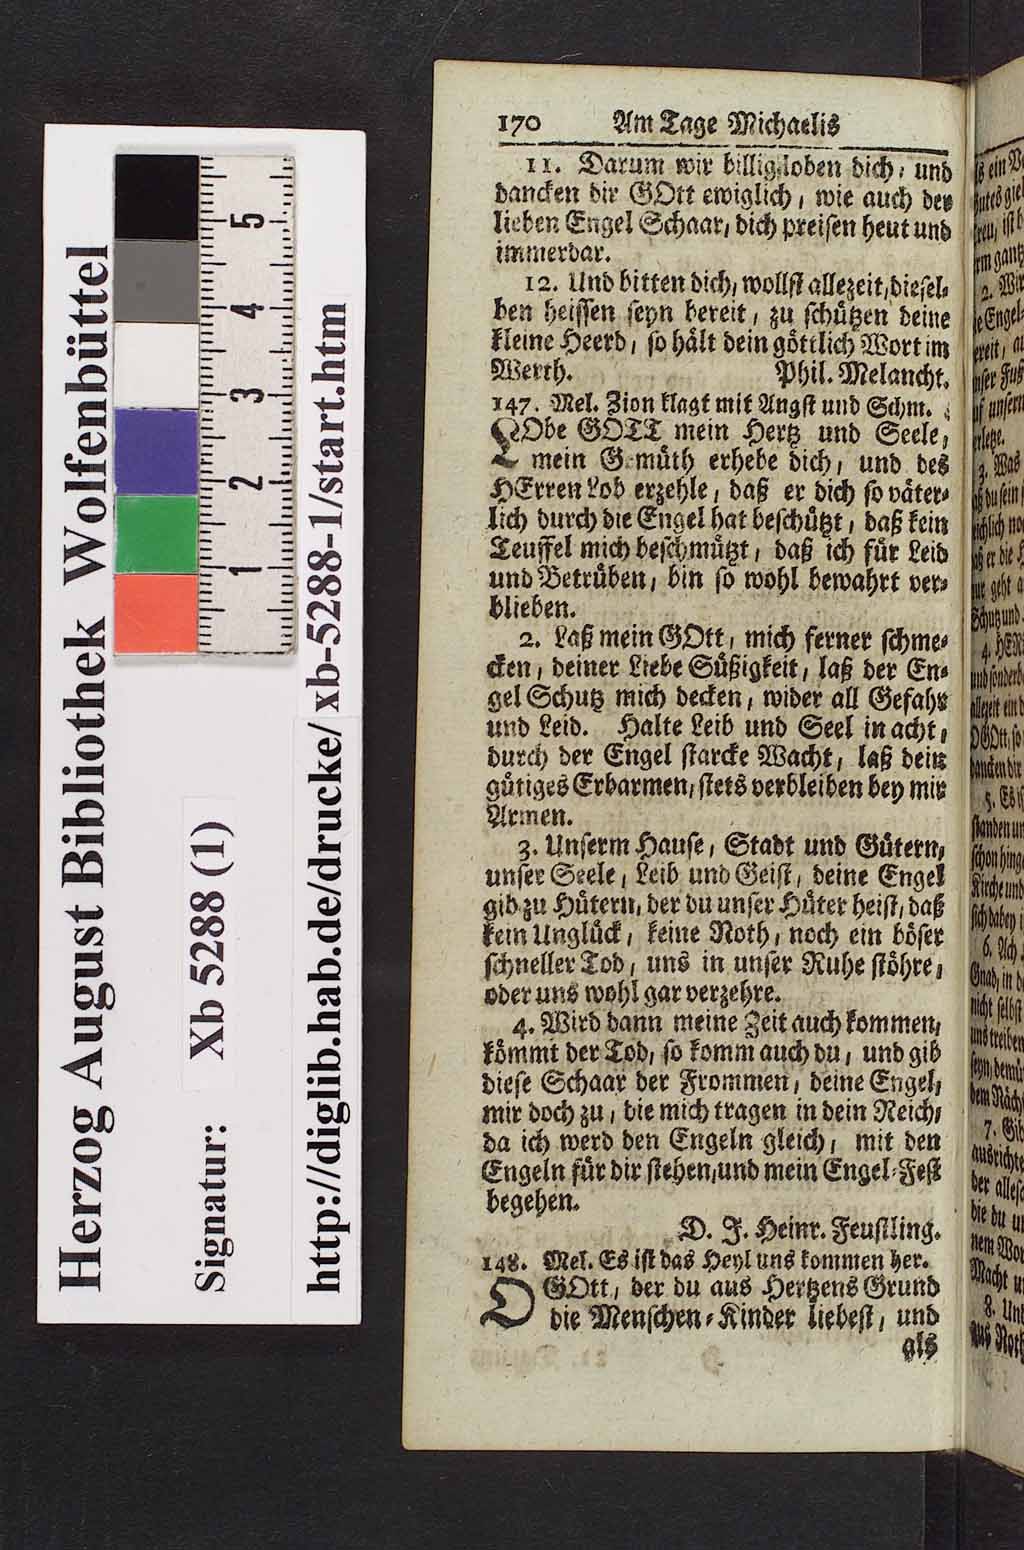 170 Am Tage Michaelis
11. Darum wir billig loben dich, und
dancken dir GOtt ewiglich, wie auch der
lieben Engel Schaar, dich preisen heut und
immerdar.
12. Und bitten dich, wollst allezeit, diesel-
ben heissen seyn bereit, zu schützen deine
kleine Heerd, so hält dein göttlich Wort im
Werth. Phil. Melancht.
147. Mel. Zion klagt mit Angst und Schm.
LObe GOTT mein Hertz und Seele,
mein Gemüth erhebe dich, und des
HErren Lob erzehle, daß er dich so väter-
lich durch die Engel hat beschützt, daß kein
Teuffel mich beschmützt, daß ich für Leid
und Betrüben, bin so wohl bewahrt ver-
blieben.
2. Laß mein GOtt, mich ferner schme-
cken, deiner Liebe Süßigkeit, laß der En-
gel Schutz mich decken, wider all Gefahr
und Leid. Halte Leib und Seel in acht,
durch der Engel starcke Wacht, laß dein
gütiges Erbarmen, stets verbleiben bey mir
Armen.
3. Unserm Hause, Stadt und Gütern,
unser Seele, Leib und Geist, deine Engel
gib zu Hütern, der du unser Hüter heist, daß
kein Unglück, keine Noth, noch ein böser
schneller Tod, uns in unser Ruhe stöhre,
oder uns wohl gar verzehre.
4. Wird dann meine Zeit auch kommen,
kömmt der Tod, so komm auch du, und gib
diese Schaar der Frommen, deine Engel,
mir doch zu, die mich tragen in dein Reich,
da ich werd den Engeln gleich, mit den
Engeln für dir stehen, und mein Engel-Fest
begehen.
D. J. Heinr. Feustling.
148. Mel. Es ist das Heyl uns kommen her.
O GOtt, der du aus Hertzens Grund
die Menschen-Kinder liebest, und
als
Herzog August Bibliothek Wolfenbüttel
Signatur: Xb 5288 (1)
http://diglib.hab.de/drucke/xb-5288-1/start.htm
1 2 3 4 5